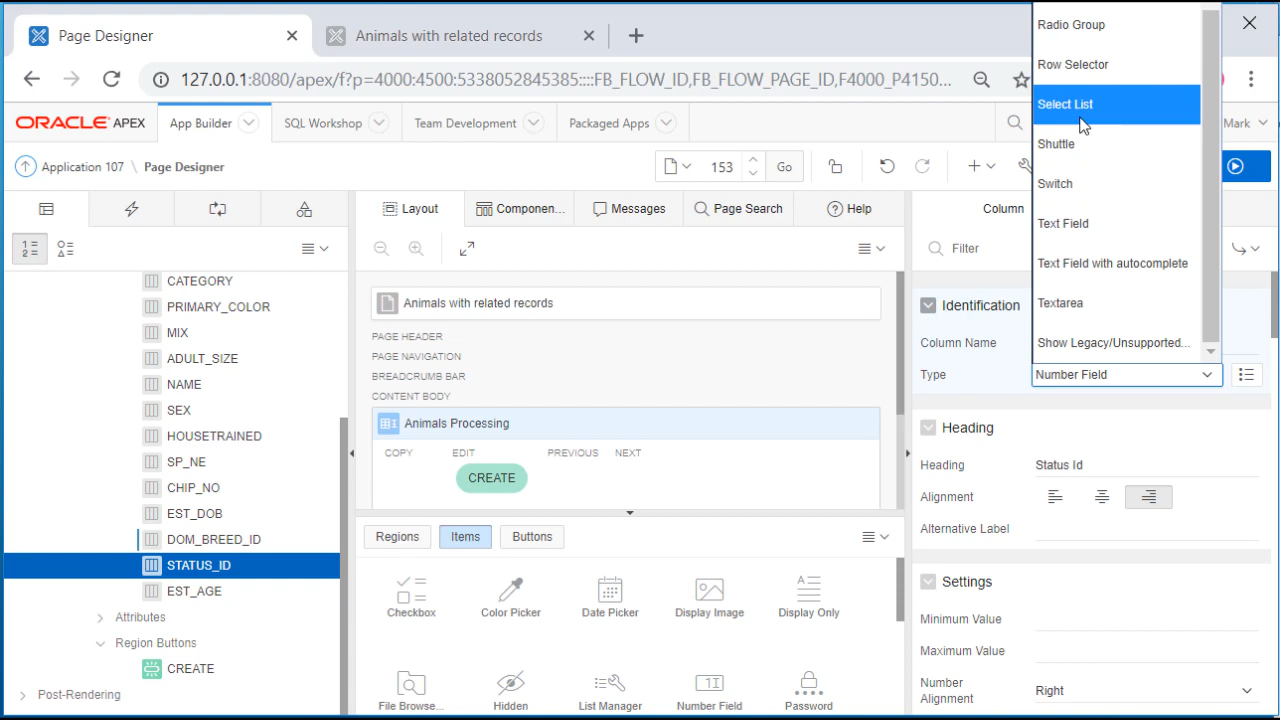 Page Designer
Animals with related records
127.0.0.1:8080/apex/f?p=4000:4500:5338052845385::::FB_FLOW_ID,FB_FLOW_PAGE_ID,F4000_P4150...
ORACLE APEX
App Builder
SQL Workshop
Team Development
Packaged Apps
Mark
Application 107
Page Designer
153
Go
Layout
Componen...
Messages
Page Search
Help
Column
Filter
CATEGORY
PRIMARY_COLOR
MIX
ADULT_SIZE
NAME
SEX
HOUSETRAINED
SP_NE
CHIP_NO
EST_DOB
DOM_BREED_ID
STATUS_ID
EST_AGE
Attributes
Region Buttons
CREATE
Post-Rendering
Animals with related records
PAGE HEADER
PAGE NAVIGATION
BREADCRUMB BAR
CONTENT BODY
Animals Processing
COPY
EDIT
PREVIOUS
NEXT
CREATE
Regions
Items
Buttons
Checkbox
Color Picker
Date Picker
Display Image
Display Only
File Browse...
Hidden
List Manager
Number Field
Password
Radio Group
Row Selector
Select List
Shuttle
Switch
Text Field
Text Field with autocomplete
Textarea
Show Legacy/Unsupported...
Identification
Column Name
Type
Number Field
Heading
Heading
Status Id
Alignment
Alternative Label
Settings
Minimum Value
Maximum Value
Number
Alignment
Right